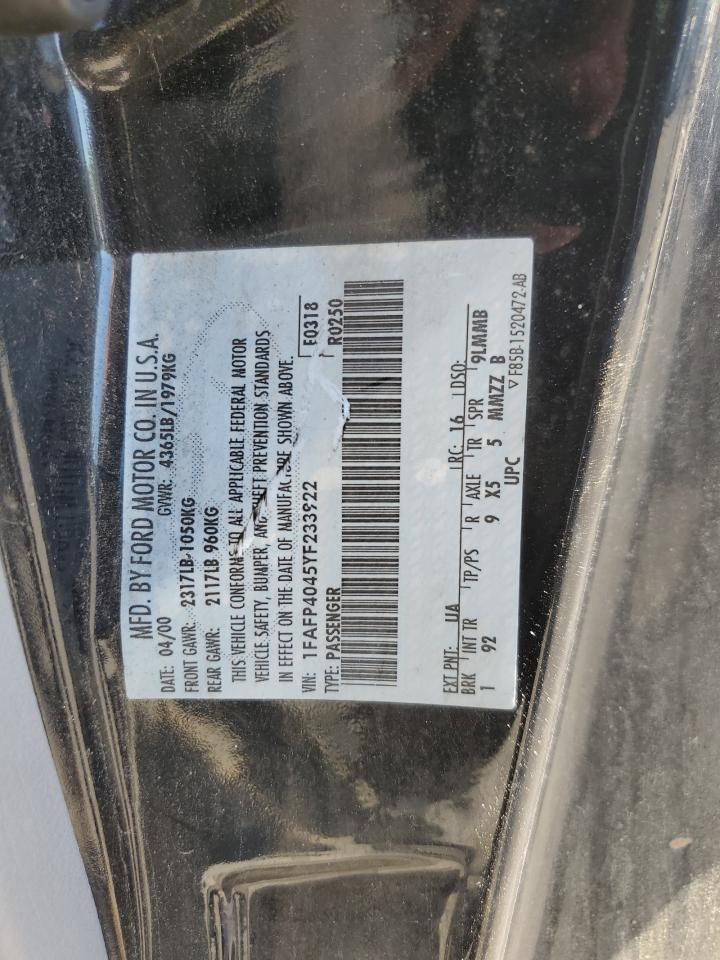 MFD. BY FORD MOTOR CO. IN U.S.A.
DATE: 04/00 GVWR: 4365LB/1979KG
FRONT GAWR: 2317LB-1050KG
REAR GAWR: 2117LB 960KG
THIS VEHICLE CONFORMS TO ALL APPLICABLE FEDERAL MOTOR
VEHICLE SAFETY, BUMPER, AND THEFT PREVENTION STANDARDS
IN EFFECT ON THE DATE OF MANUFACTURE SHOWN ABOVE.
VIN: 1FAFP4045YF233922 F0318
TYPE: PASSENGER R0250
EXT PNT: UA RC: 16 DSO:
BRK INT TR TP/PS R AXLE TR SPR 9LMMB
1 92 9 X5 5 MMZZ B
UPC
▽ F85B-1520472-AB